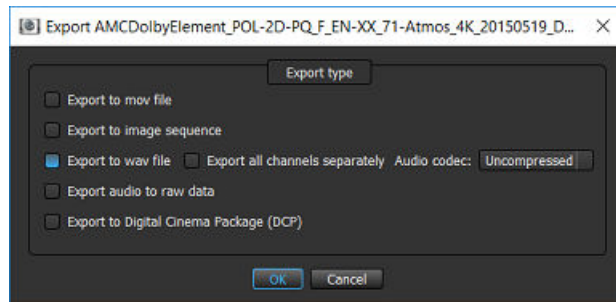 Export AMCDolbyElement_POL-2D-PQ_F_EN-XX_71-Atmos_4K_20150519_D...
Export type
Export to mov file
Export to image sequence
Export to wav file Export all channels separately Audio codec: Uncompressed
Export audio to raw data
Export to Digital Cinema Package (DCP)
OK Cancel